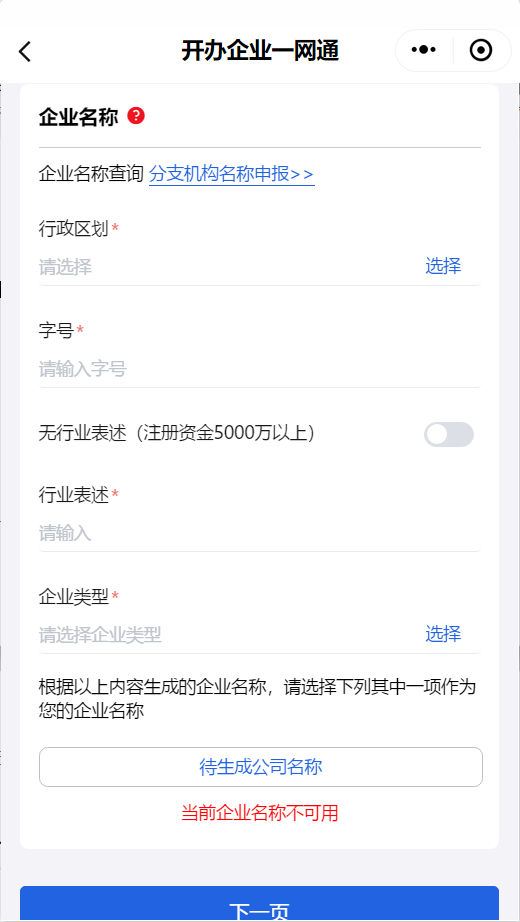 开办企业一网通
企业名称 ?
企业名称查询 分支机构名称申报>>
行政区划*
请选择 选择
字号*
请输入字号
无行业表述（注册资金5000万以上）
行业表述*
请输入
企业类型*
请选择企业类型 选择
根据以上内容生成的企业名称，请选择下列其中一项作为
您的企业名称
待生成公司名称
当前企业名称不可用
下一页